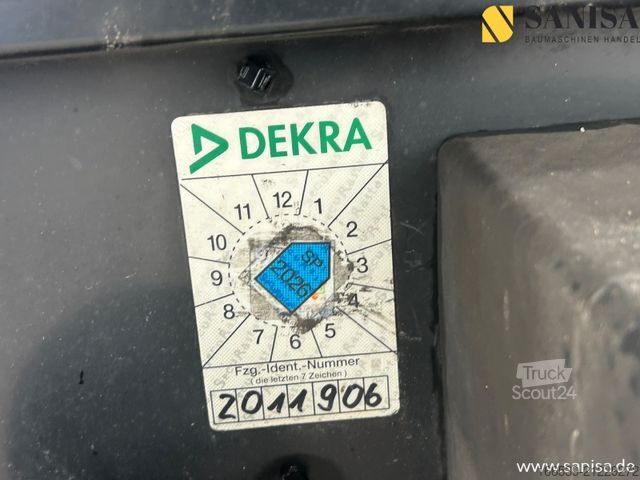 SANISA
BAUMASCHINEN HANDEL
DEKRA
11 12 1
10 2
9 3
8 4
7 6 5
SP
2026
Fzg.-Ident.-Nummer
(die letzten 7 Zeichen)
2011906
Truck
Scout24
www.sanisa.de